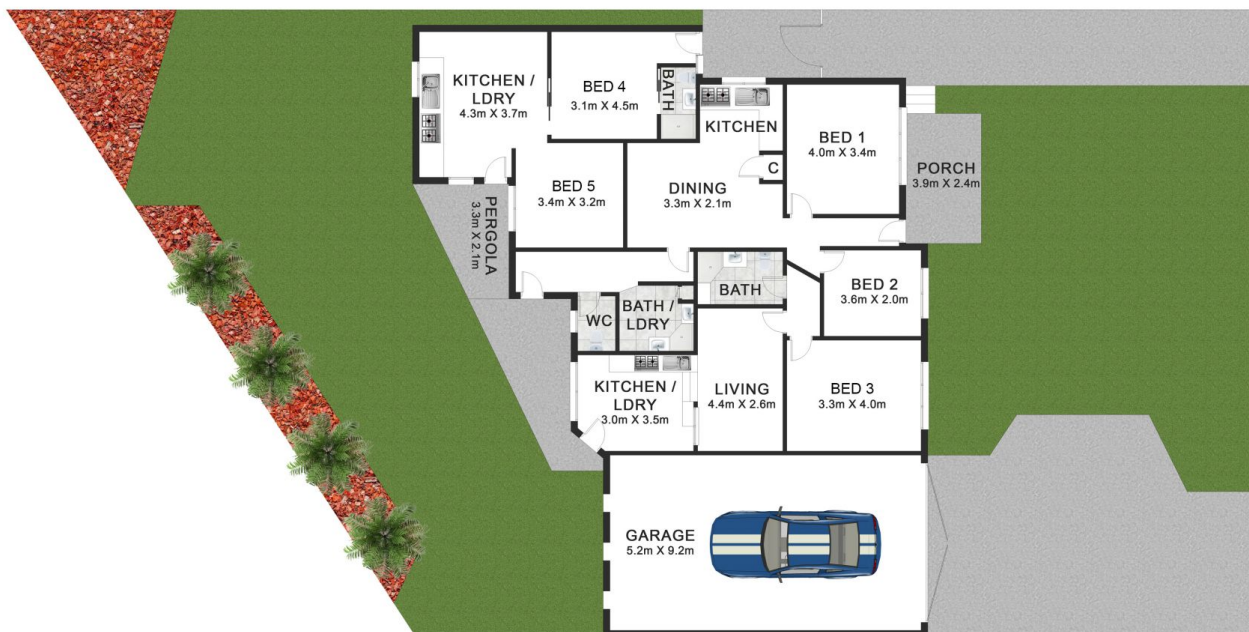 KITCHEN /
LDRY
4.3m X 3.7m
BED 4
3.1m X 4.5m
BATH
KITCHEN
BED 1
4.0m X 3.4m
C
PORCH
3.9m X 2.4m
DINING
3.3m X 2.1m
BED 5
3.4m X 3.2m
PERGOLA
3.3m X 2.1m
BATH
BED 2
3.6m X 2.0m
WC
BATH /
LDRY
KITCHEN /
LDRY
3.0m X 3.5m
LIVING
4.4m X 2.6m
BED 3
3.3m X 4.0m
GARAGE
5.2m X 9.2m